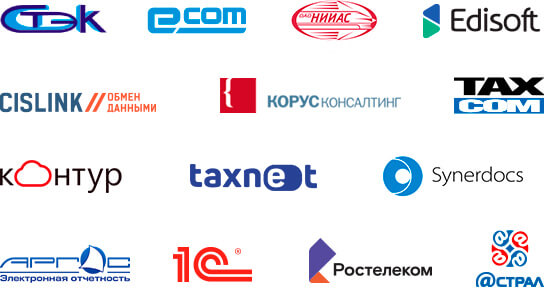 СТЭК
e.com
ОАО НИИАС
Edisoft
CISLINK // ОБМЕН
ДАННЫМИ
КОРУС КОНСАЛТИНГ
TAX
COM
контур
taxnet
Synerdocs
АРГОС
Электронная отчетность
1С®
Ростелеком
@СТРАЛ